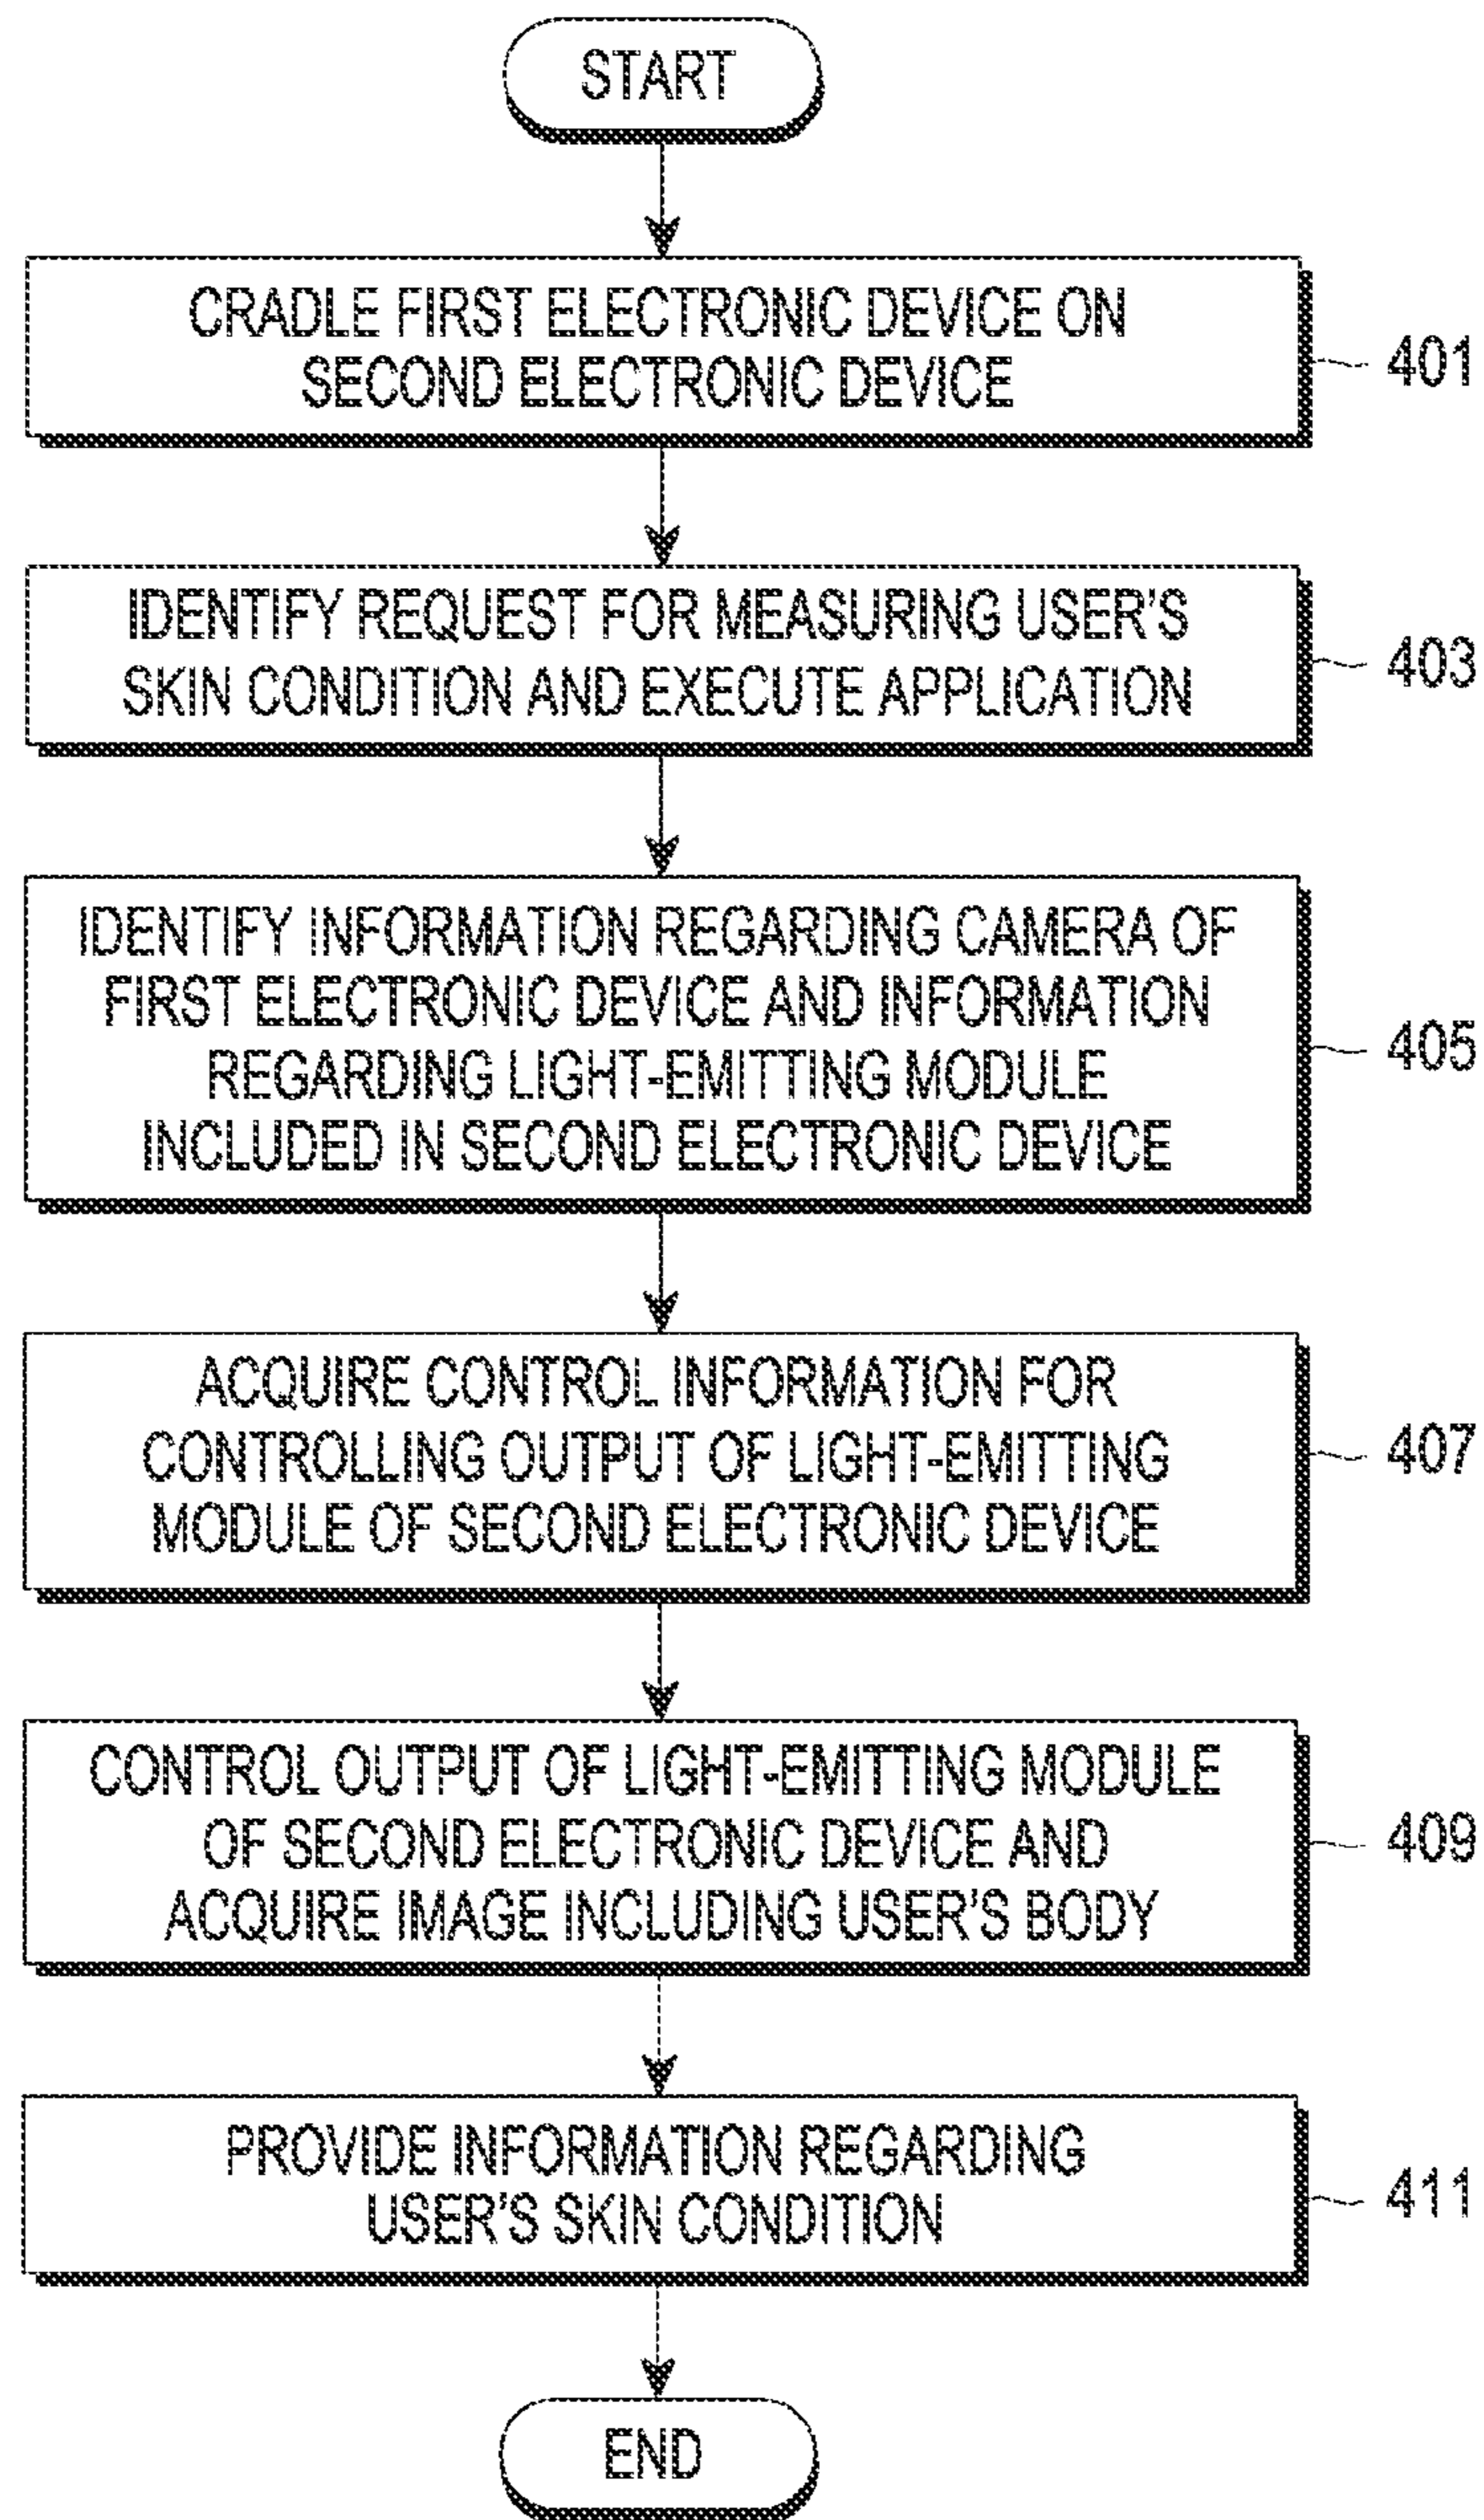 START
CRADLE FIRST ELECTRONIC DEVICE ON
SECOND ELECTRONIC DEVICE
401
IDENTIFY REQUEST FOR MEASURING USER'S
SKIN CONDITION AND EXECUTE APPLICATION
403
IDENTIFY INFORMATION REGARDING CAMERA OF
FIRST ELECTRONIC DEVICE AND INFORMATION
REGARDING LIGHT-EMITTING MODULE
INCLUDED IN SECOND ELECTRONIC DEVICE
405
ACQUIRE CONTROL INFORMATION FOR
CONTROLLING OUTPUT OF LIGHT-EMITTING
MODULE OF SECOND ELECTRONIC DEVICE
407
CONTROL OUTPUT OF LIGHT-EMITTING MODULE
OF SECOND ELECTRONIC DEVICE AND
ACQUIRE IMAGE INCLUDING USER'S BODY
409
PROVIDE INFORMATION REGARDING
USER'S SKIN CONDITION
411
END